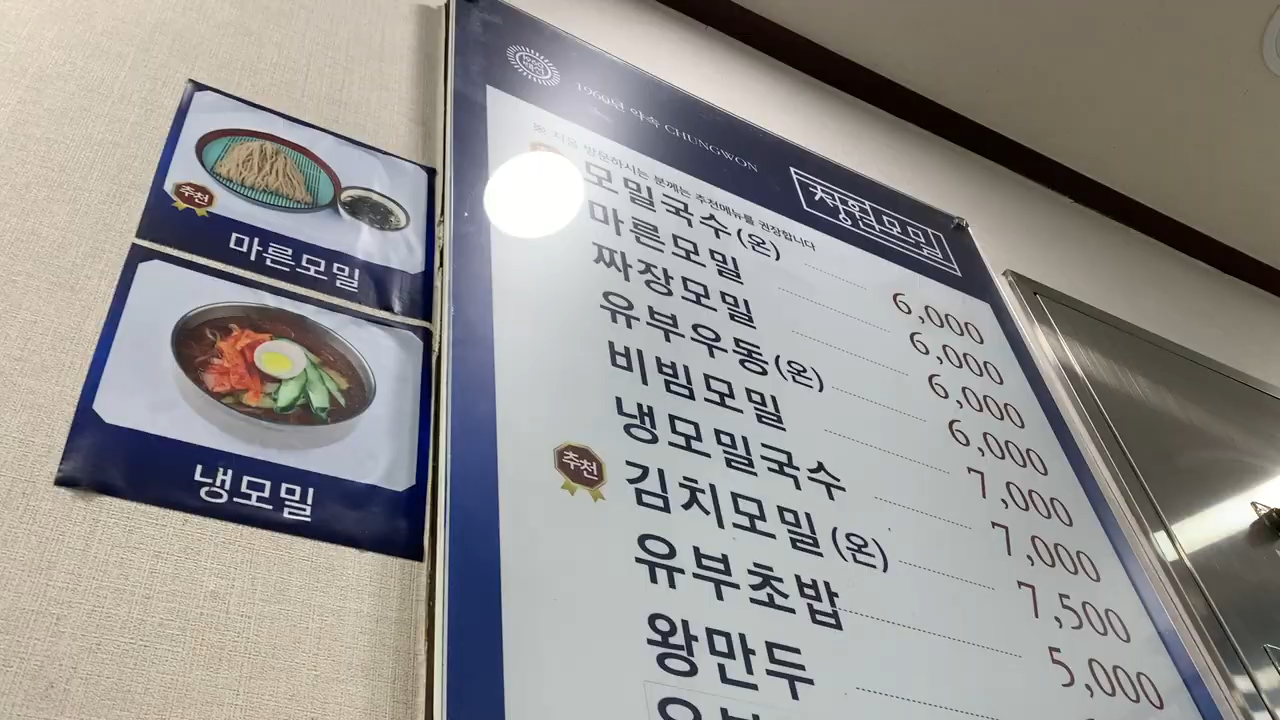 추천
마른모밀
냉모밀
1960년 약속 CHUNGWON
청원모밀
※ 처음 방문하시는 분께는 추천메뉴를 권장합니다
모밀국수(온) 6,000
마른모밀 6,000
짜장모밀 6,000
유부우동(온) 6,000
비빔모밀 7,000
냉모밀국수 7,000
추천 김치모밀(온) 7,500
유부초밥 5,000
왕만두